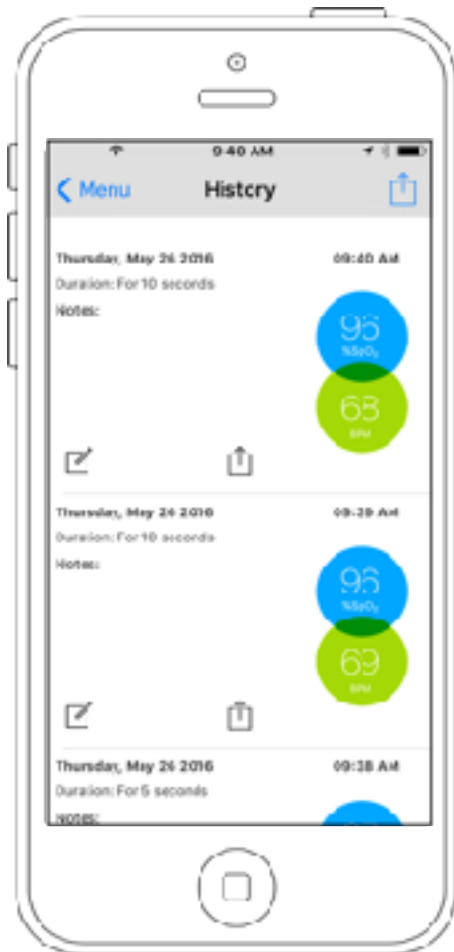 9:40 AM
Menu
History
Thursday, May 26 2016
09:40 AM
Duration: For 10 seconds
Notes:
96
%SpO₂
68
BPM
Thursday, May 26 2016
09:39 AM
Duration: For 10 seconds
Notes:
96
%SpO₂
69
BPM
Thursday, May 26 2016
09:38 AM
Duration: For 5 seconds
Notes: